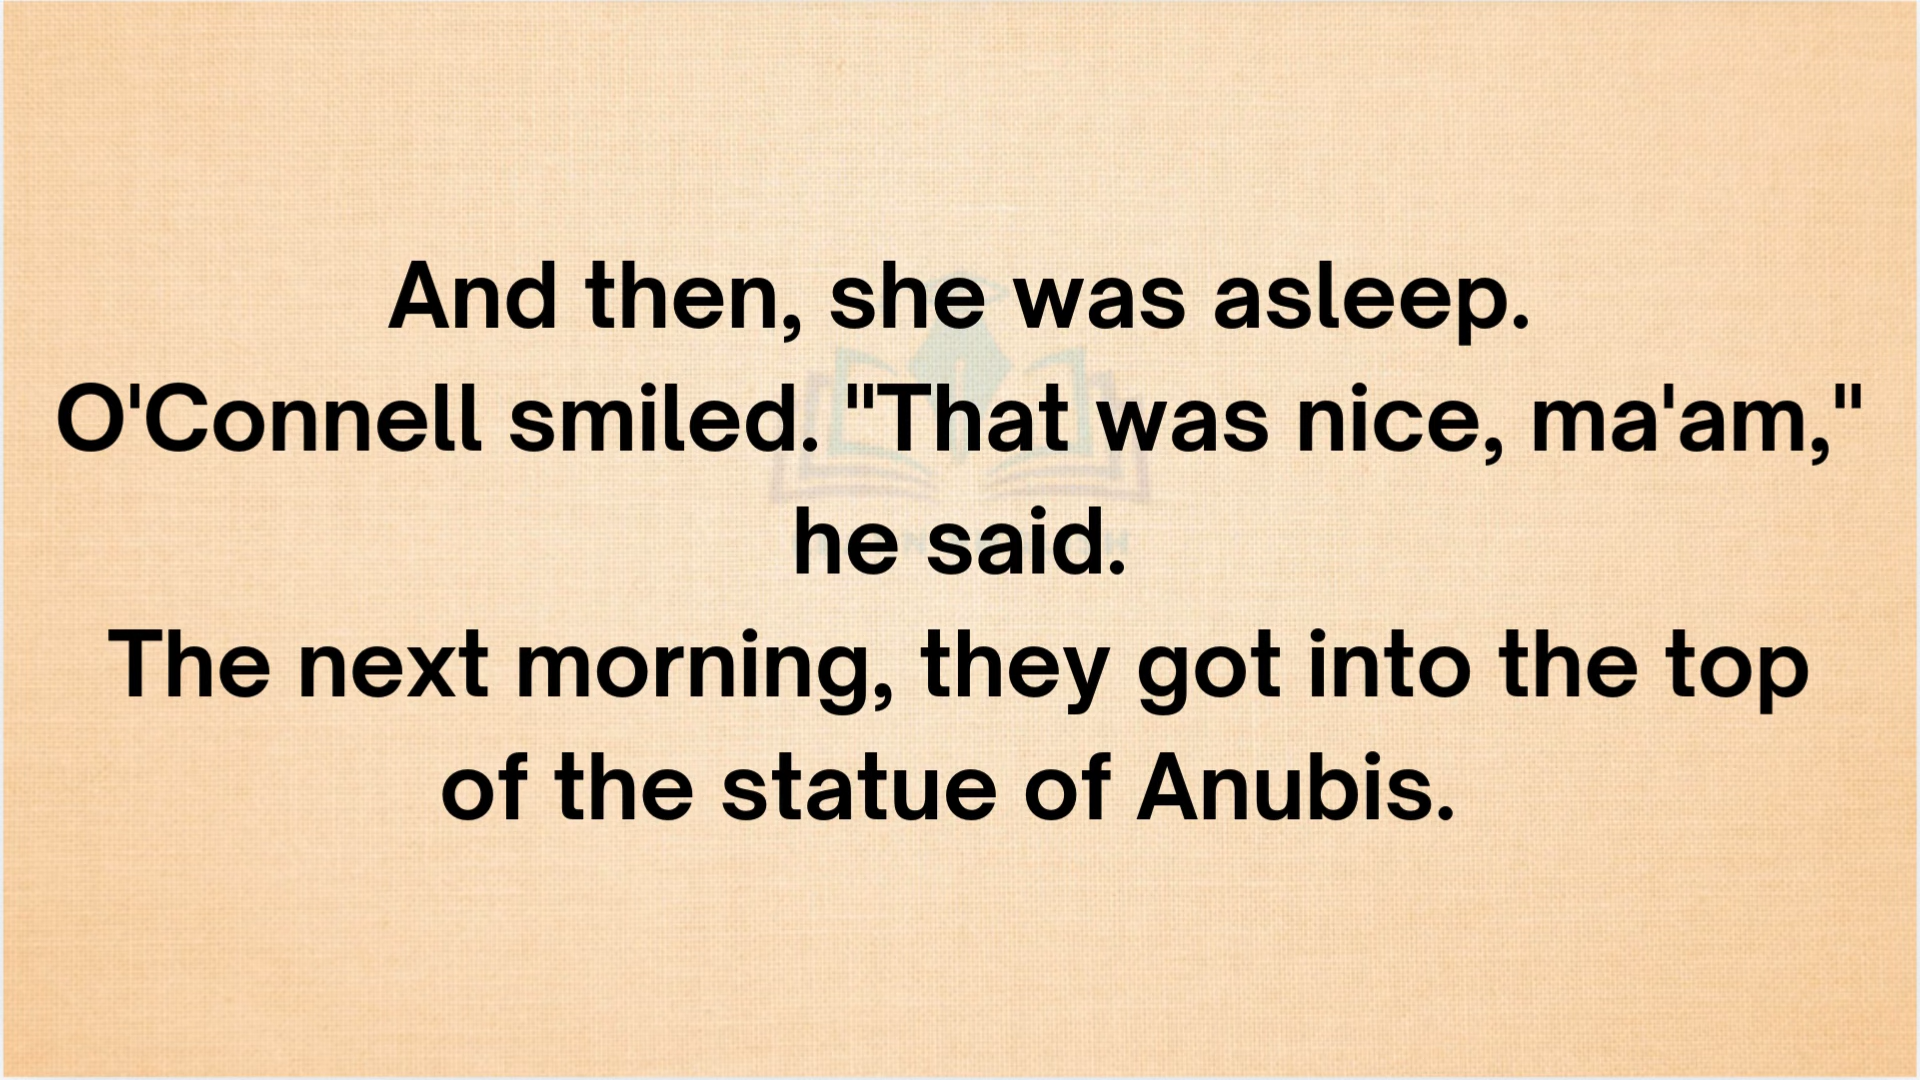 And then, she was asleep.
O'Connell smiled. "That was nice, ma'am,"
he said.
The next morning, they got into the top
of the statue of Anubis.